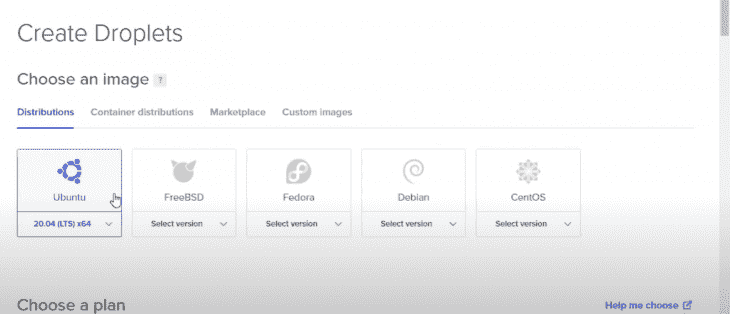 Create Droplets
Choose an image ?
Distributions Container distributions Marketplace Custom images
Ubuntu FreeBSD Fedora Debian CentOS
20.04 (LTS) x64 Select version Select version Select version Select version
Choose a plan Help me choose